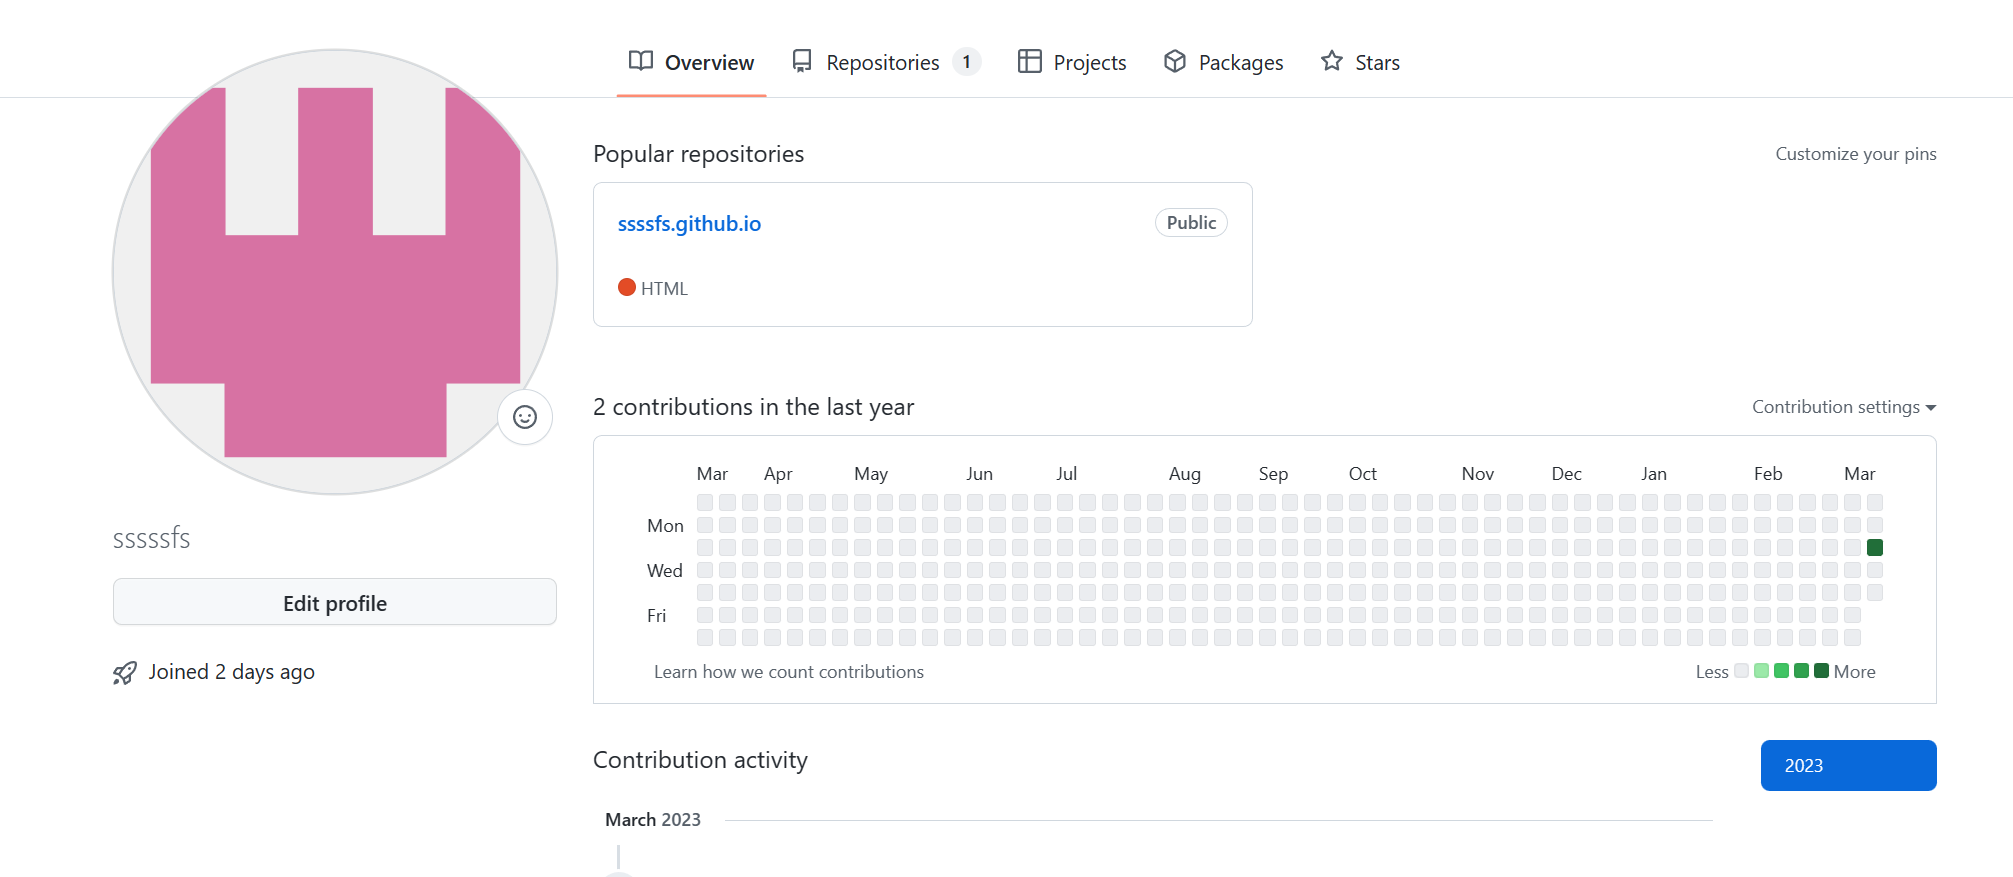 Overview Repositories 1 Projects Packages Stars
Popular repositories Customize your pins
ssssfs.github.io Public
HTML
2 contributions in the last year Contribution settings
Mar Apr May Jun Jul Aug Sep Oct Nov Dec Jan Feb Mar
Mon
Wed
Fri
Learn how we count contributions Less More
sssssfs
Edit profile
Joined 2 days ago
Contribution activity 2023
March 2023